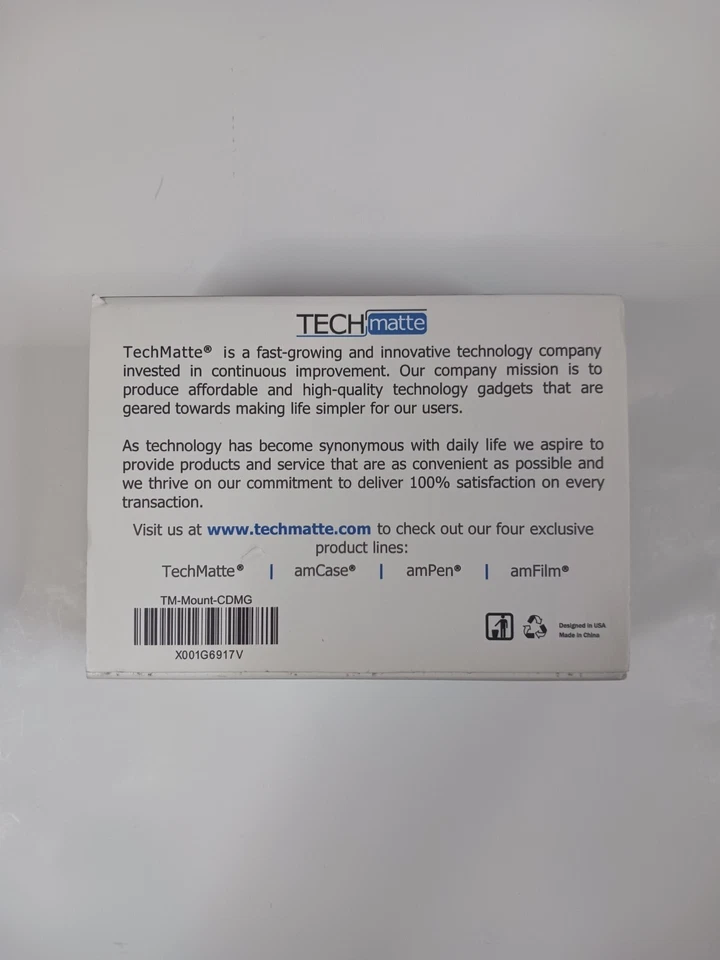 TECHmatte
TechMatte® is a fast-growing and innovative technology company
invested in continuous improvement. Our company mission is to
produce affordable and high-quality technology gadgets that are
geared towards making life simpler for our users.
As technology has become synonymous with daily life we aspire to
provide products and service that are as convenient as possible and
we thrive on our commitment to deliver 100% satisfaction on every
transaction.
Visit us at www.techmatte.com to check out our four exclusive
product lines:
TechMatte® | amCase® | amPen® | amFilm®
TM-Mount-CDMG
X001G6917V
Designed in USA
Made in China